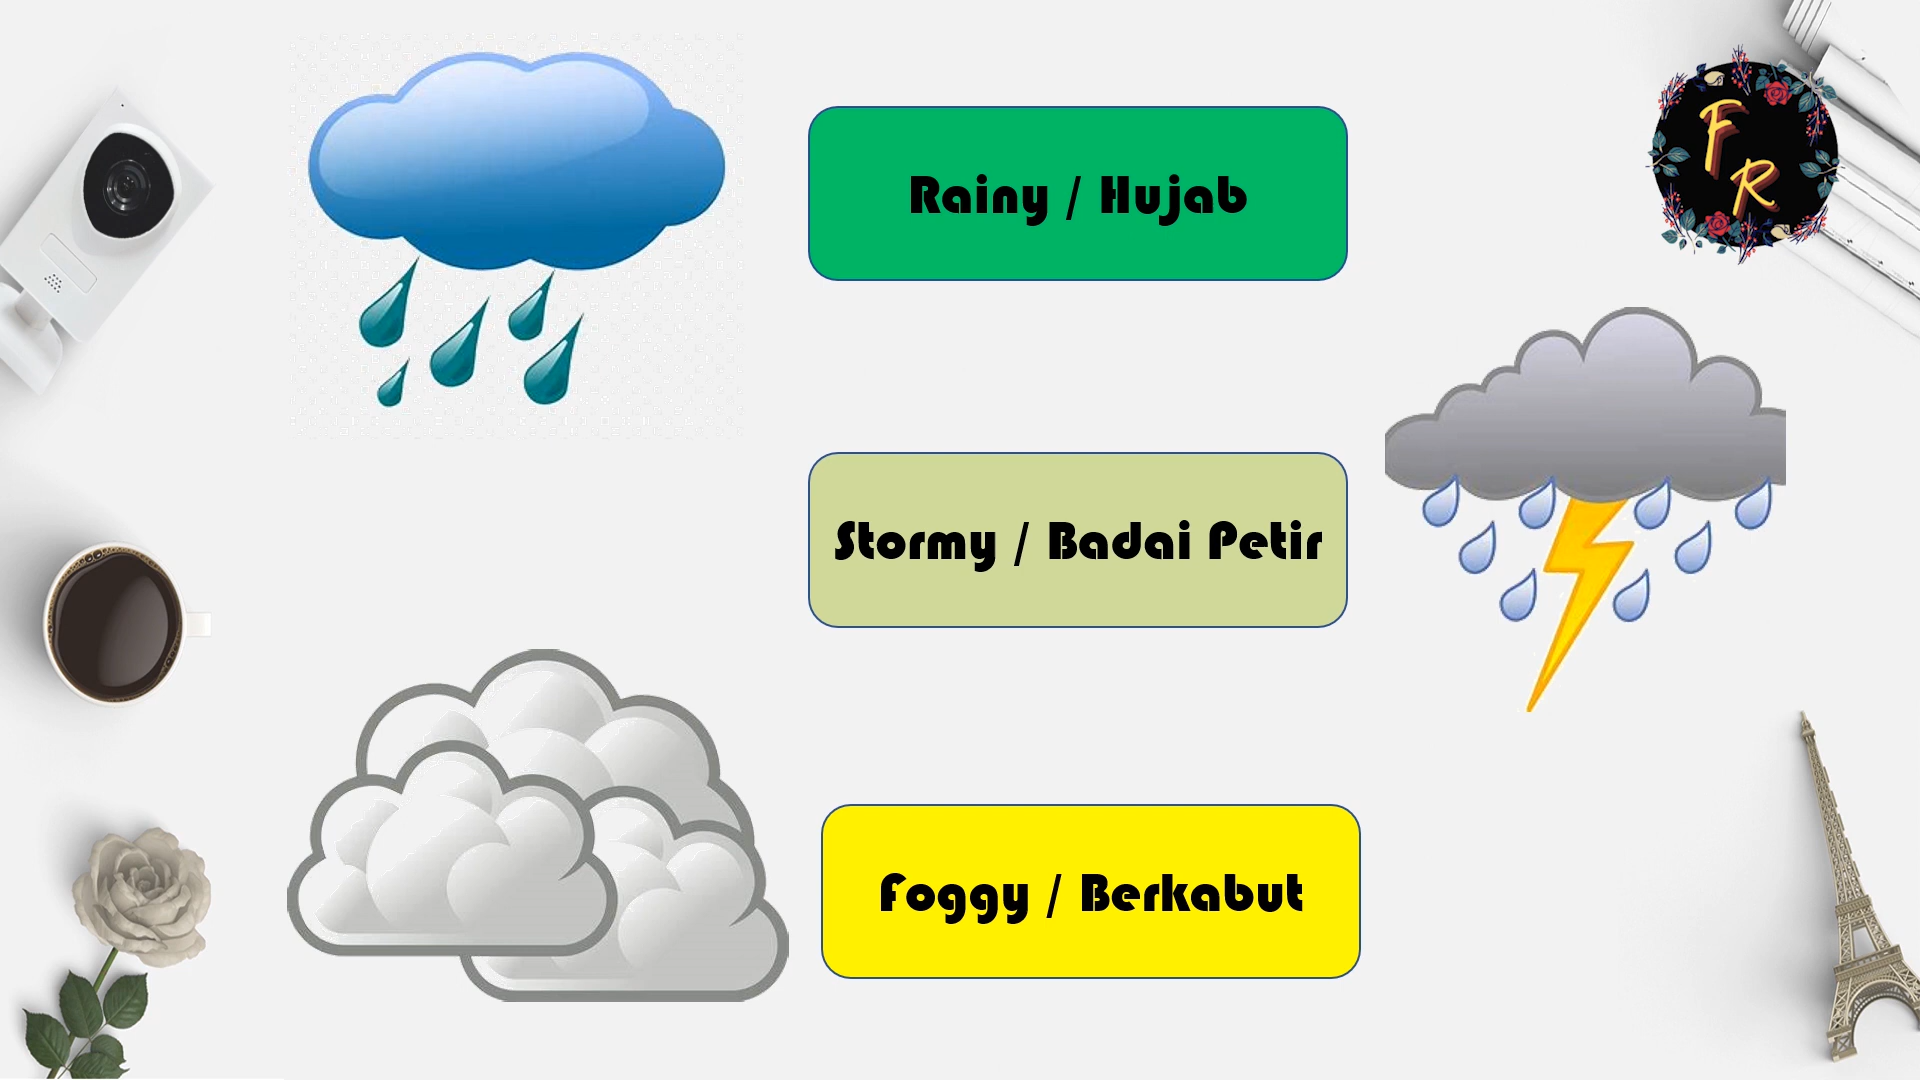 F
R
Rainy / Hujab
Stormy / Badai Petir
Foggy / Berkabut